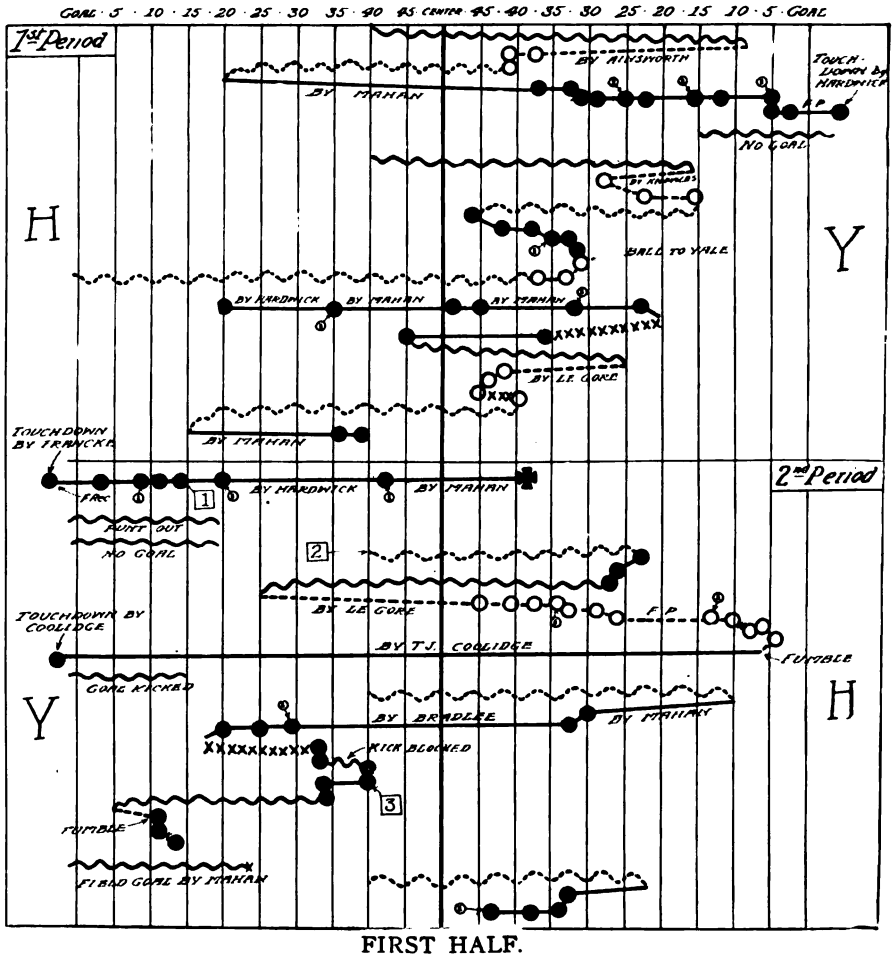 GOAL · 5 · 10 · 15 · 20 · 25 · 30 · 35 · 40 · 45 · CENTER · 45 · 40 · 35 · 30 · 25 · 20 · 15 · 10 · 5 · GOAL
1st Period
BY AINSWORTH
TOUCH-
DOWN BY
HARDWICK
BY MAHAN
F P
NO GOAL
BY KNOWLES
H
Y
BALL TO YALE
BY HARDWICK
BY MAHAN
BY MAHAN
XXXXXXXXXX
BY LE GORE
XXX
TOUCHDOWN
BY FRANCKE
BY MAHAN
2nd Period
1
BY HARDWICK
BY MAHAN
PUNT OUT
NO GOAL
2
BY LE GORE
F P
TOUCHDOWN BY
COOLIDGE
BY T.J. COOLIDGE
FUMBLE
GOAL KICKED
Y
H
BY BRADLEE
BY MAHAN
XXXXXXXXXX
KICK BLOCKED
3
FUMBLE
FIELD GOAL BY MAHAN
FIRST HALF.